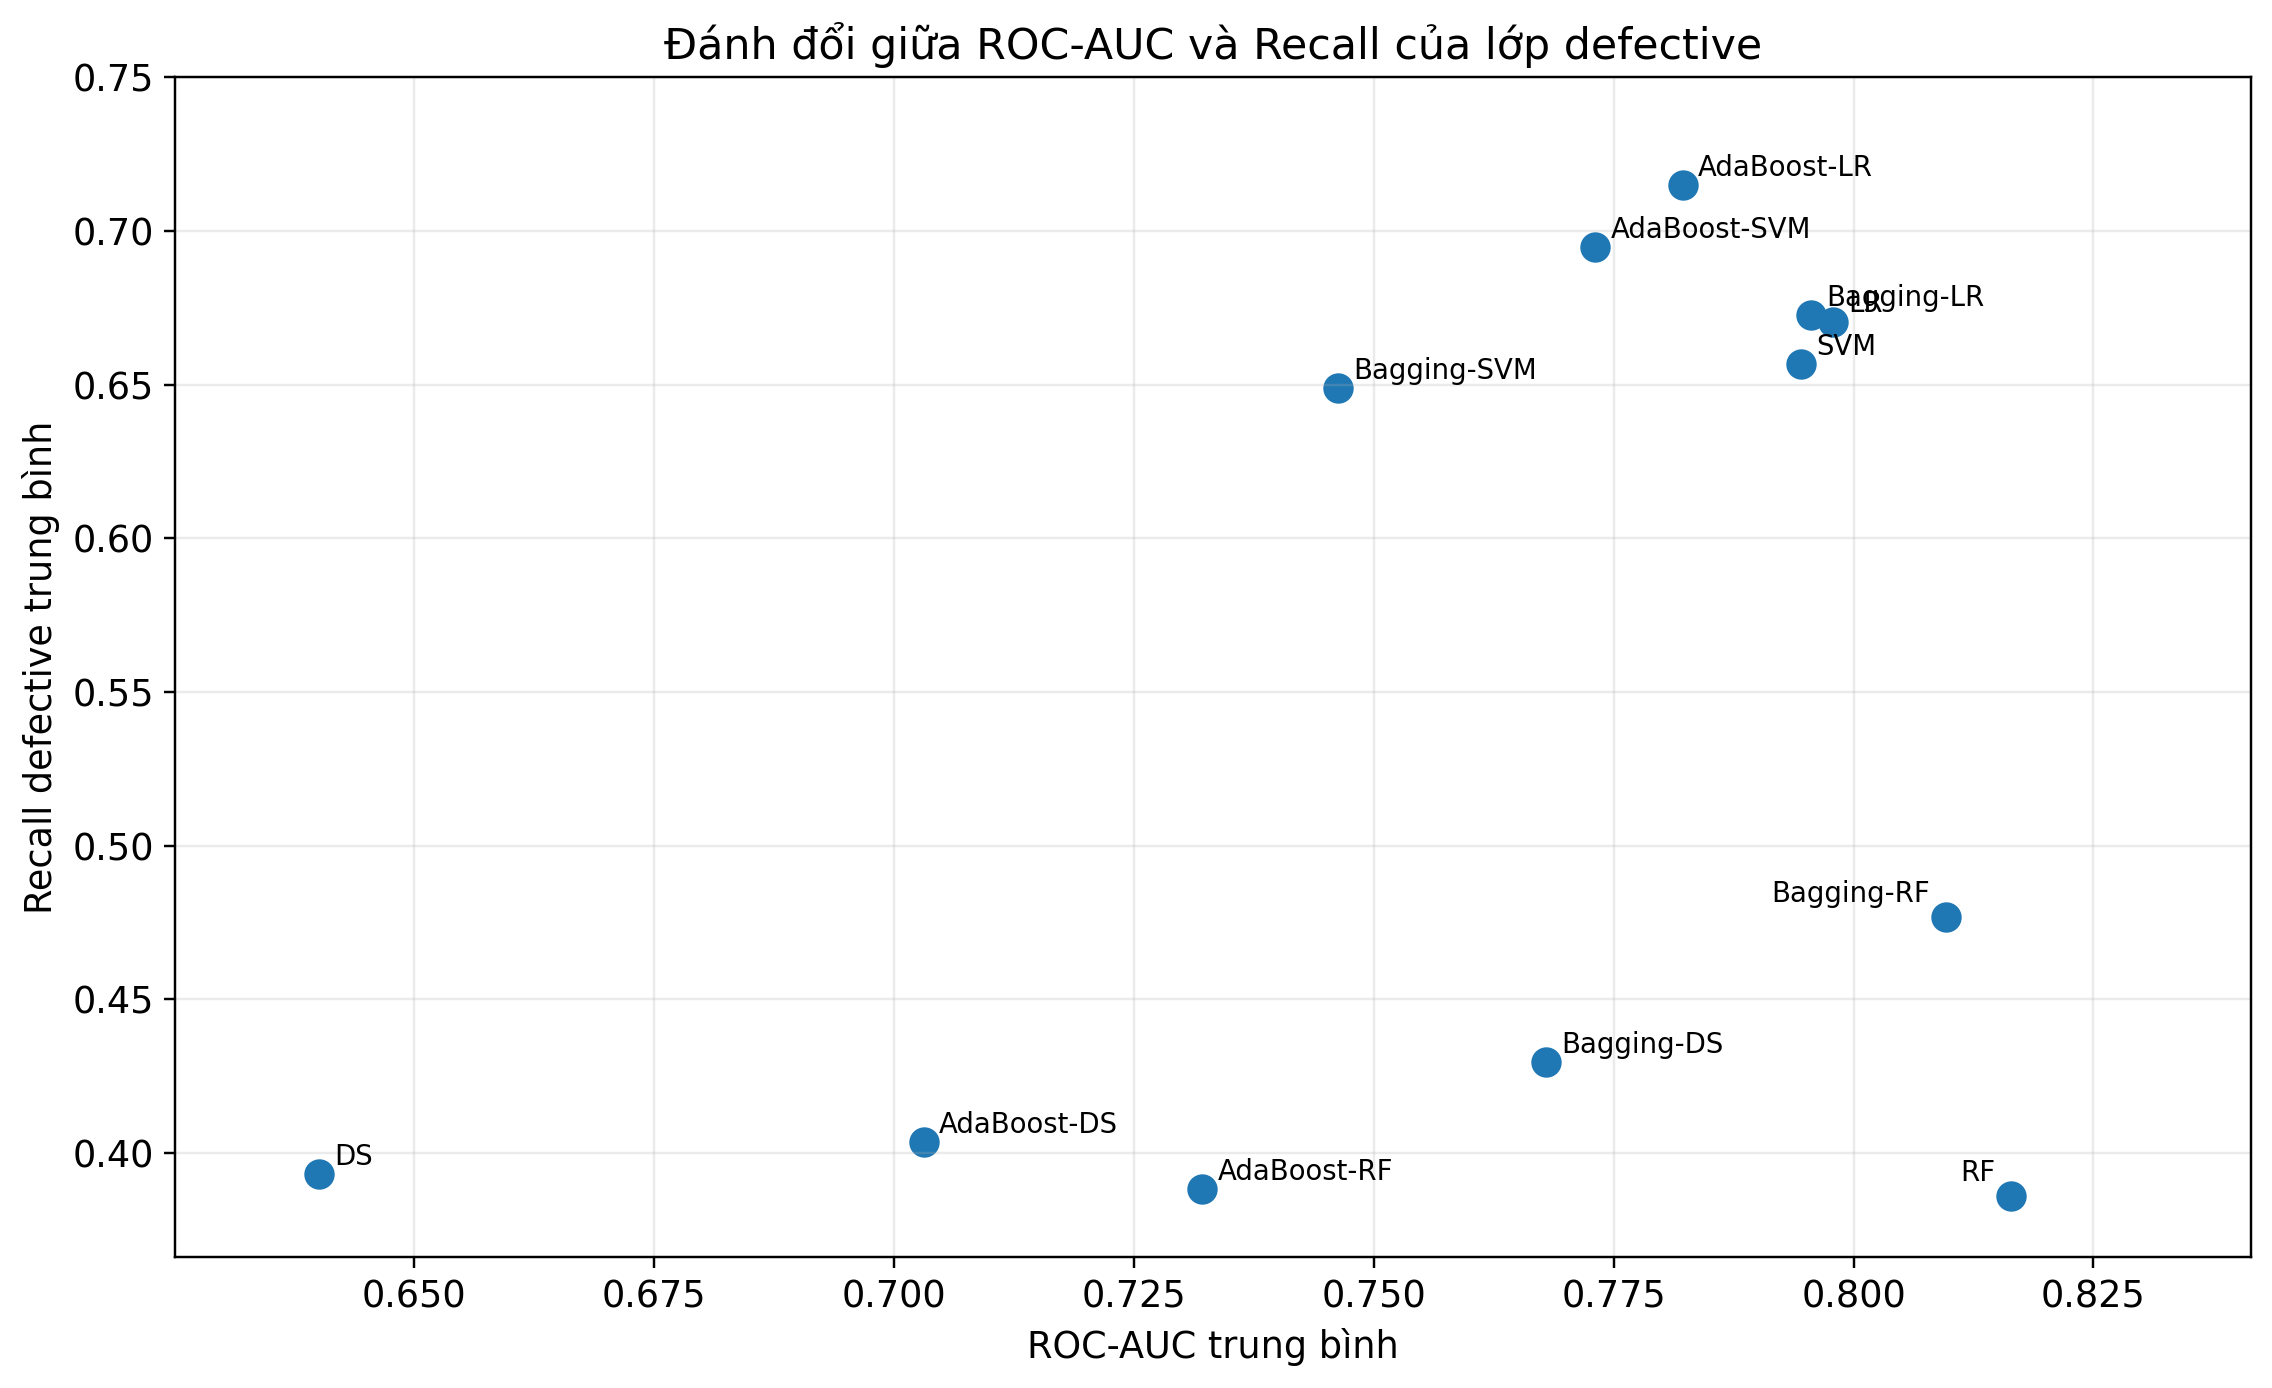 Đánh đổi giữa ROC-AUC và Recall của lớp defective
0.75
0.70
0.65
0.60
0.55
0.50
0.45
0.40
Recall defective trung bình
AdaBoost-LR
AdaBoost-SVM
Bagging-LR
LR
SVM
Bagging-SVM
Bagging-RF
Bagging-DS
AdaBoost-DS
DS
AdaBoost-RF
RF
0.650 0.675 0.700 0.725 0.750 0.775 0.800 0.825
ROC-AUC trung bình